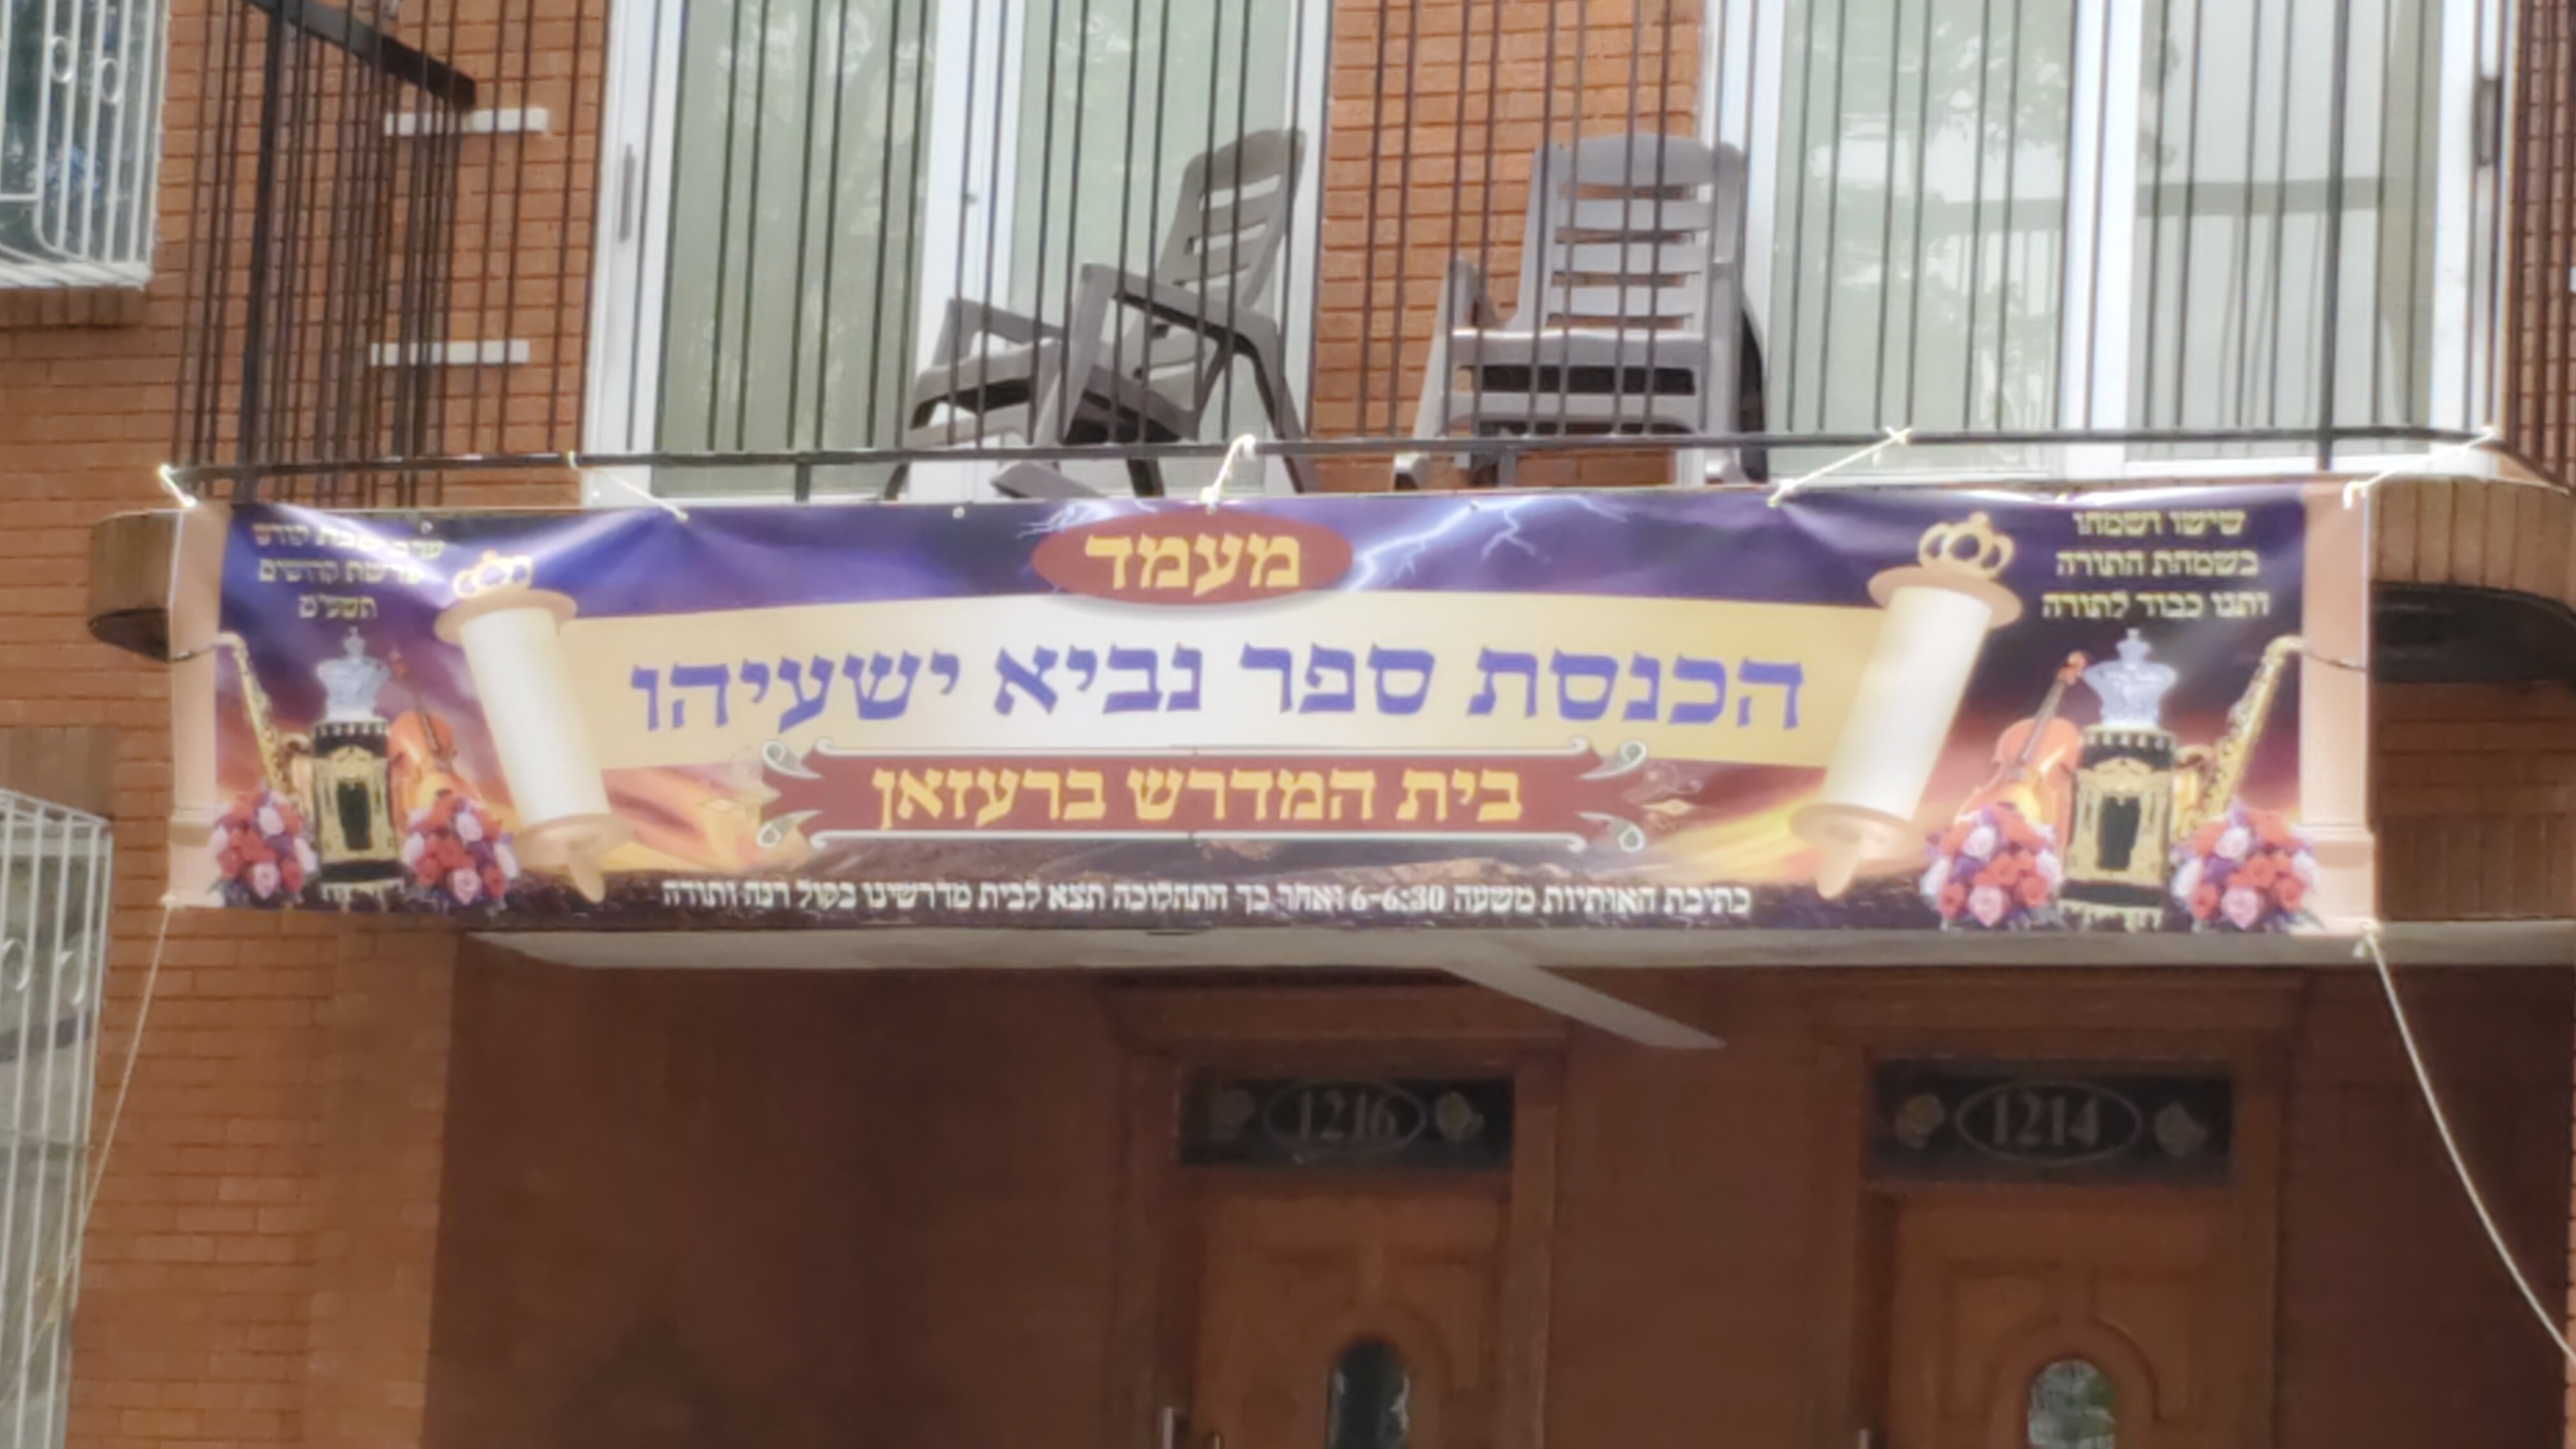 מעמד
שישו ושמחו
בשמחת התורה
ותנו כבוד לתורה
ערב שבת קודש
פרשת קדושים
הכנסת ספר נביא ישעיהו
בית המדרש ברעזאן
כתיבת האותיות משעה 6-6:30 ואחר כך התהלוכה תצא לבית מדרשינו בקול רנה ותודה
1216
1214